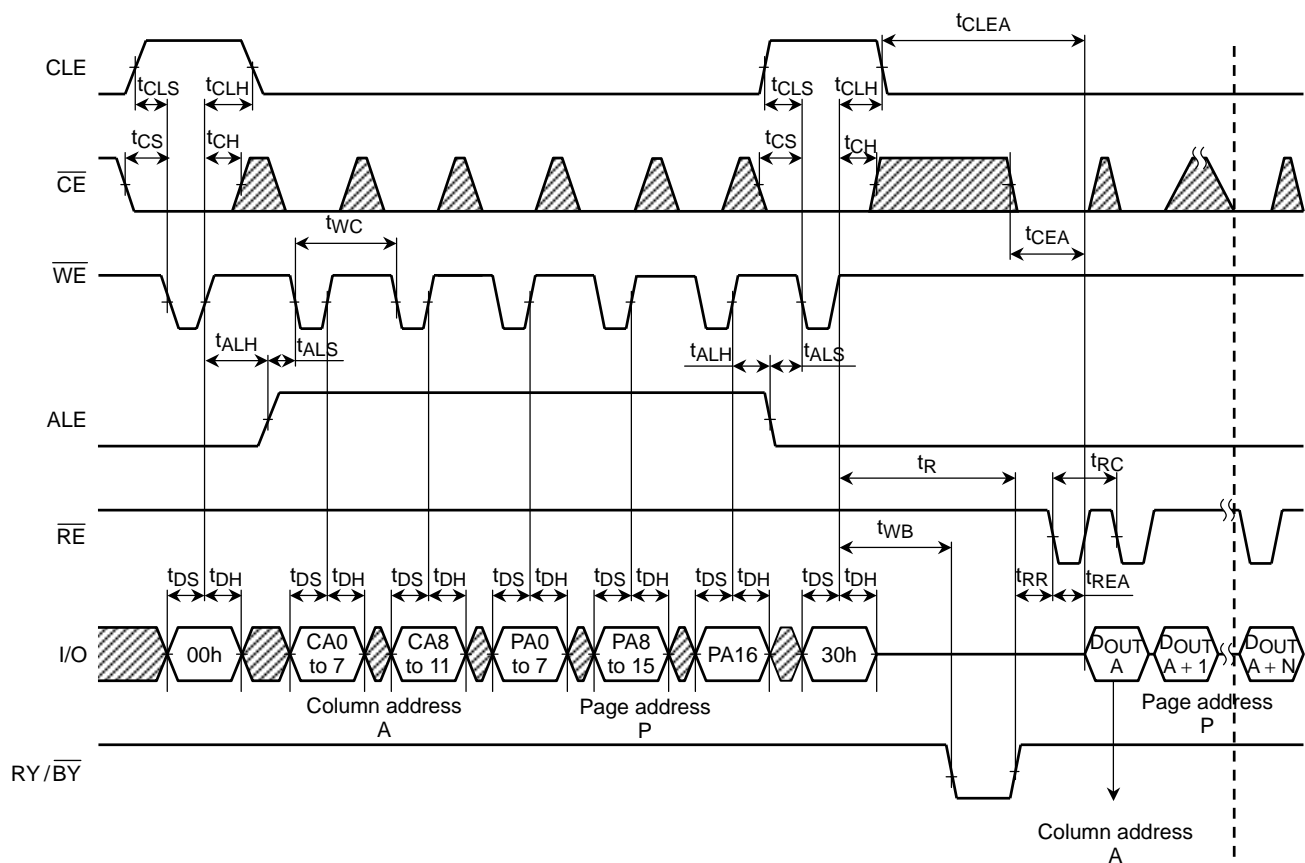 tCLEA
CLE
tCLS tCLH tCLS tCLH
tCS tCH tCS tCH
CE
tWC tCEA
WE
tALH tALS tALH tALS
ALE
tR tRC
RE
tWB
tDS tDH tDS tDH tDS tDH tDS tDH tDS tDH tDS tDH tDS tDH tRR tREA
I/O 00h CA0 to 7 CA8 to 11 PA0 to 7 PA8 to 15 PA16 30h DOUT A DOUT A + 1 DOUT A + N
Column address A
Page address P
Page address P
RY/BY
Column address A